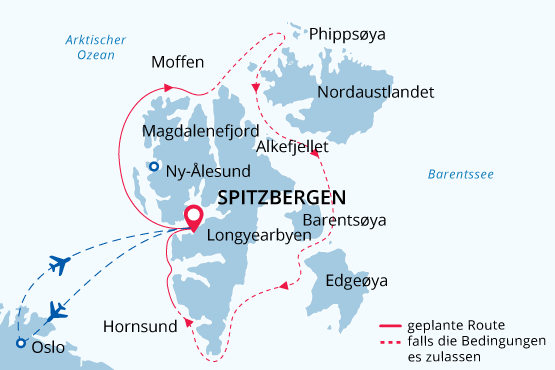 Phippsøya
Arktischer
Ozean
Moffen
Nordaustlandet
Magdalenefjord
Alkefjellet
Ny-Ålesund
Barentssee
SPITZBERGEN
Barentsøya
Longyearbyen
Edgeøya
Hornsund
geplante Route
falls die Bedingungen
es zulassen
Oslo